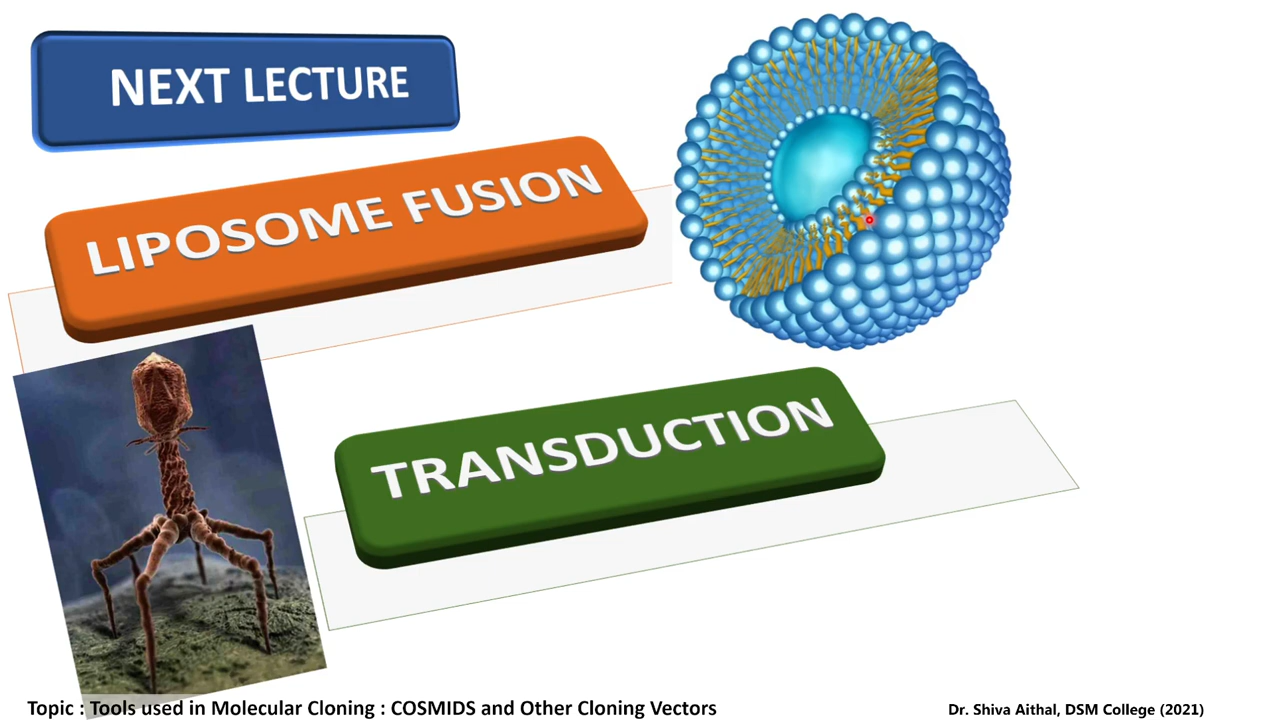 NEXT LECTURE
LIPOSOME FUSION
TRANSDUCTION
Topic : Tools used in Molecular Cloning : COSMIDS and Other Cloning Vectors
Dr. Shiva Aithal, DSM College (2021)